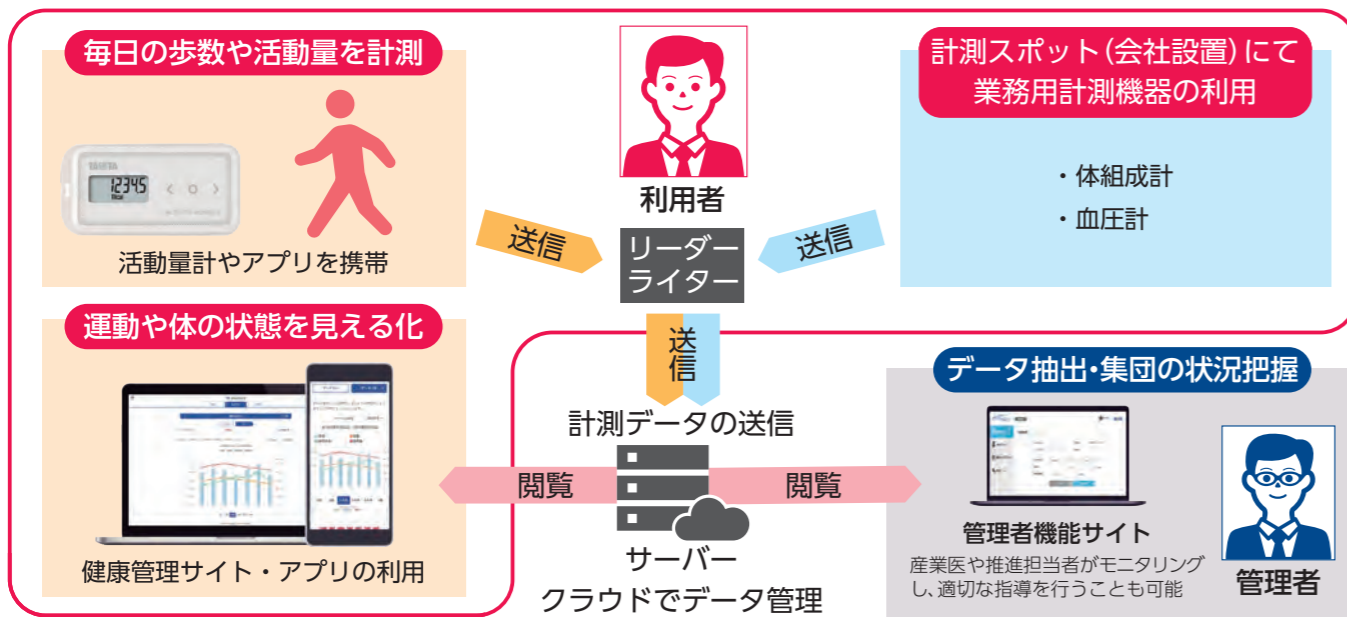 毎日の歩数や活動量を計測
TANITA
12345
活動量計やアプリを携帯
利用者
計測スポット(会社設置)にて
業務用計測機器の利用
・体組成計
・血圧計
送信
リーダー
ライター
送信
送信
運動や体の状態を見える化
健康管理サイト・アプリの利用
計測データの送信
閲覧
閲覧
サーバー
クラウドでデータ管理
データ抽出・集団の状況把握
管理者機能サイト
産業医や推進担当者がモニタリング
し、適切な指導を行うことも可能
管理者